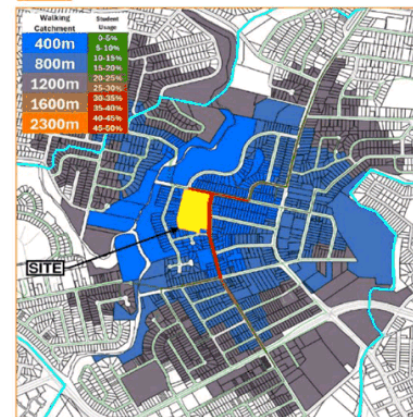 Walking
Catchment
400m
800m
1200m
1600m
2300m
Student
Usage
0-5%
5-10%
10-15%
15-20%
20-25%
25-30%
30-35%
35-40%
40-45%
45-50%
SITE